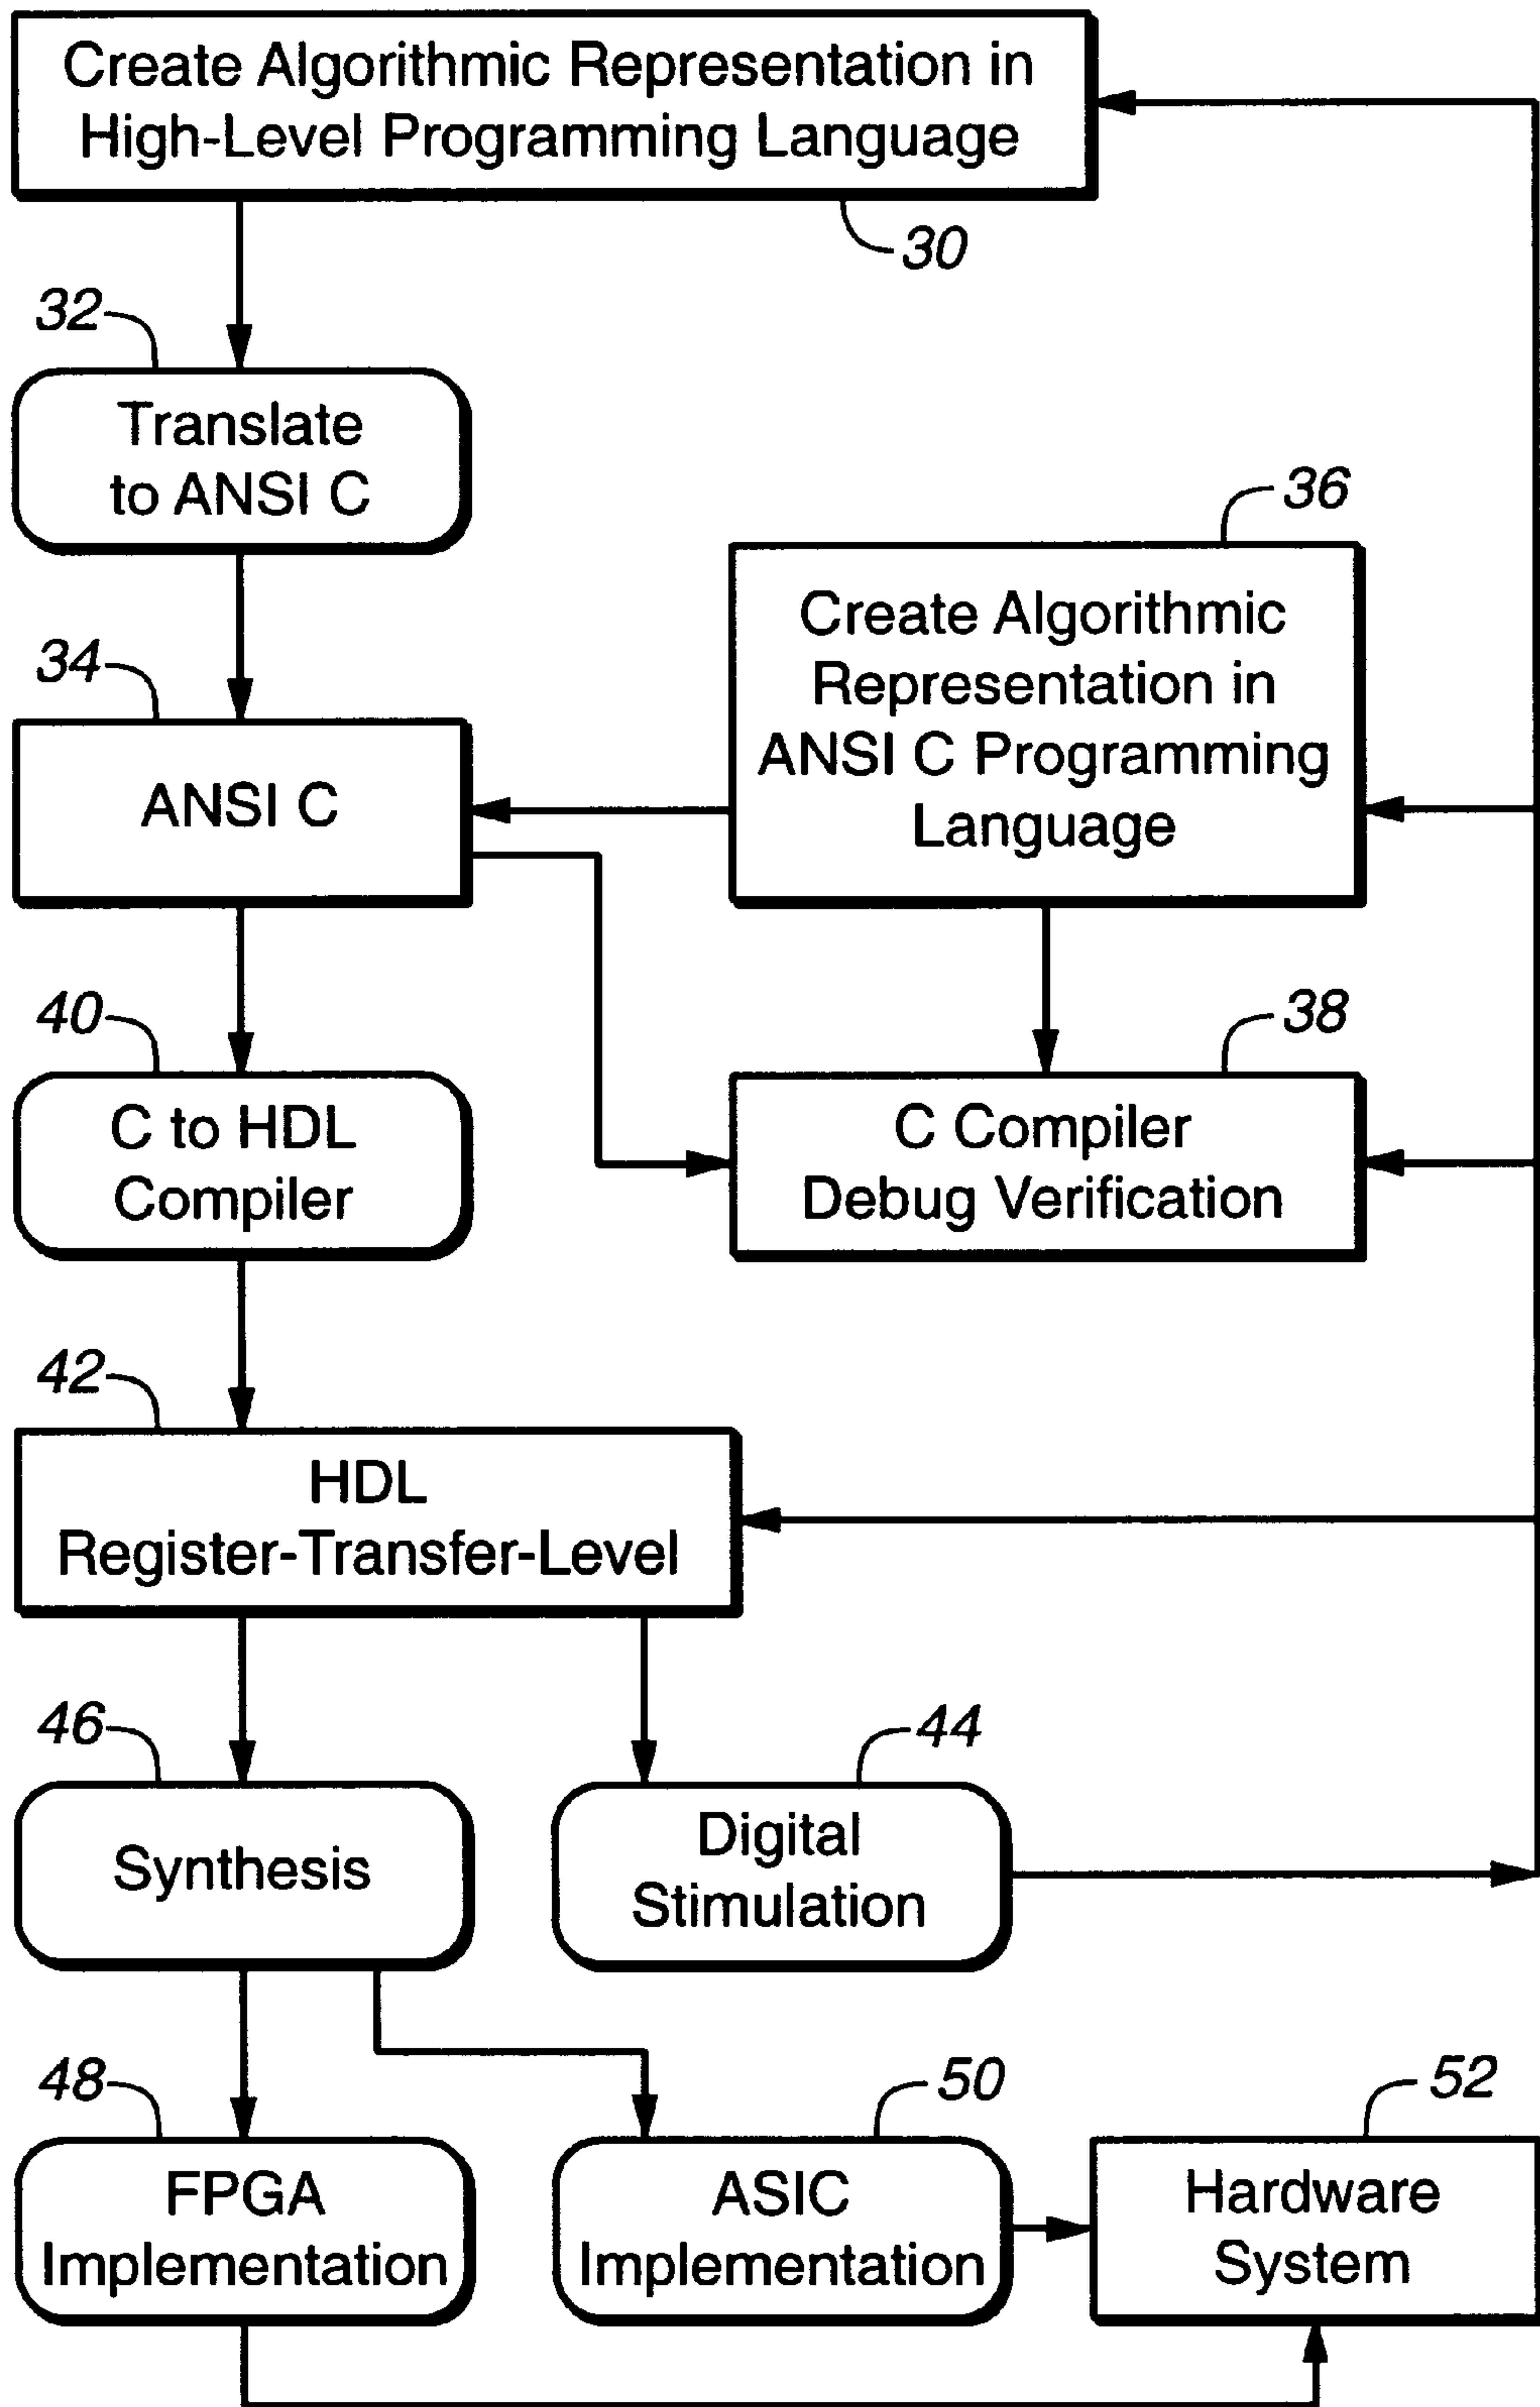 Create Algorithmic Representation in
High-Level Programming Language
30
32
Translate
to ANSI C
36
Create Algorithmic
Representation in
ANSI C Programming
Language
34
ANSI C
40
C to HDL
Compiler
38
C Compiler
Debug Verification
42
HDL
Register-Transfer-Level
46
Synthesis
44
Digital
Stimulation
48
FPGA
Implementation
50
ASIC
Implementation
52
Hardware
System